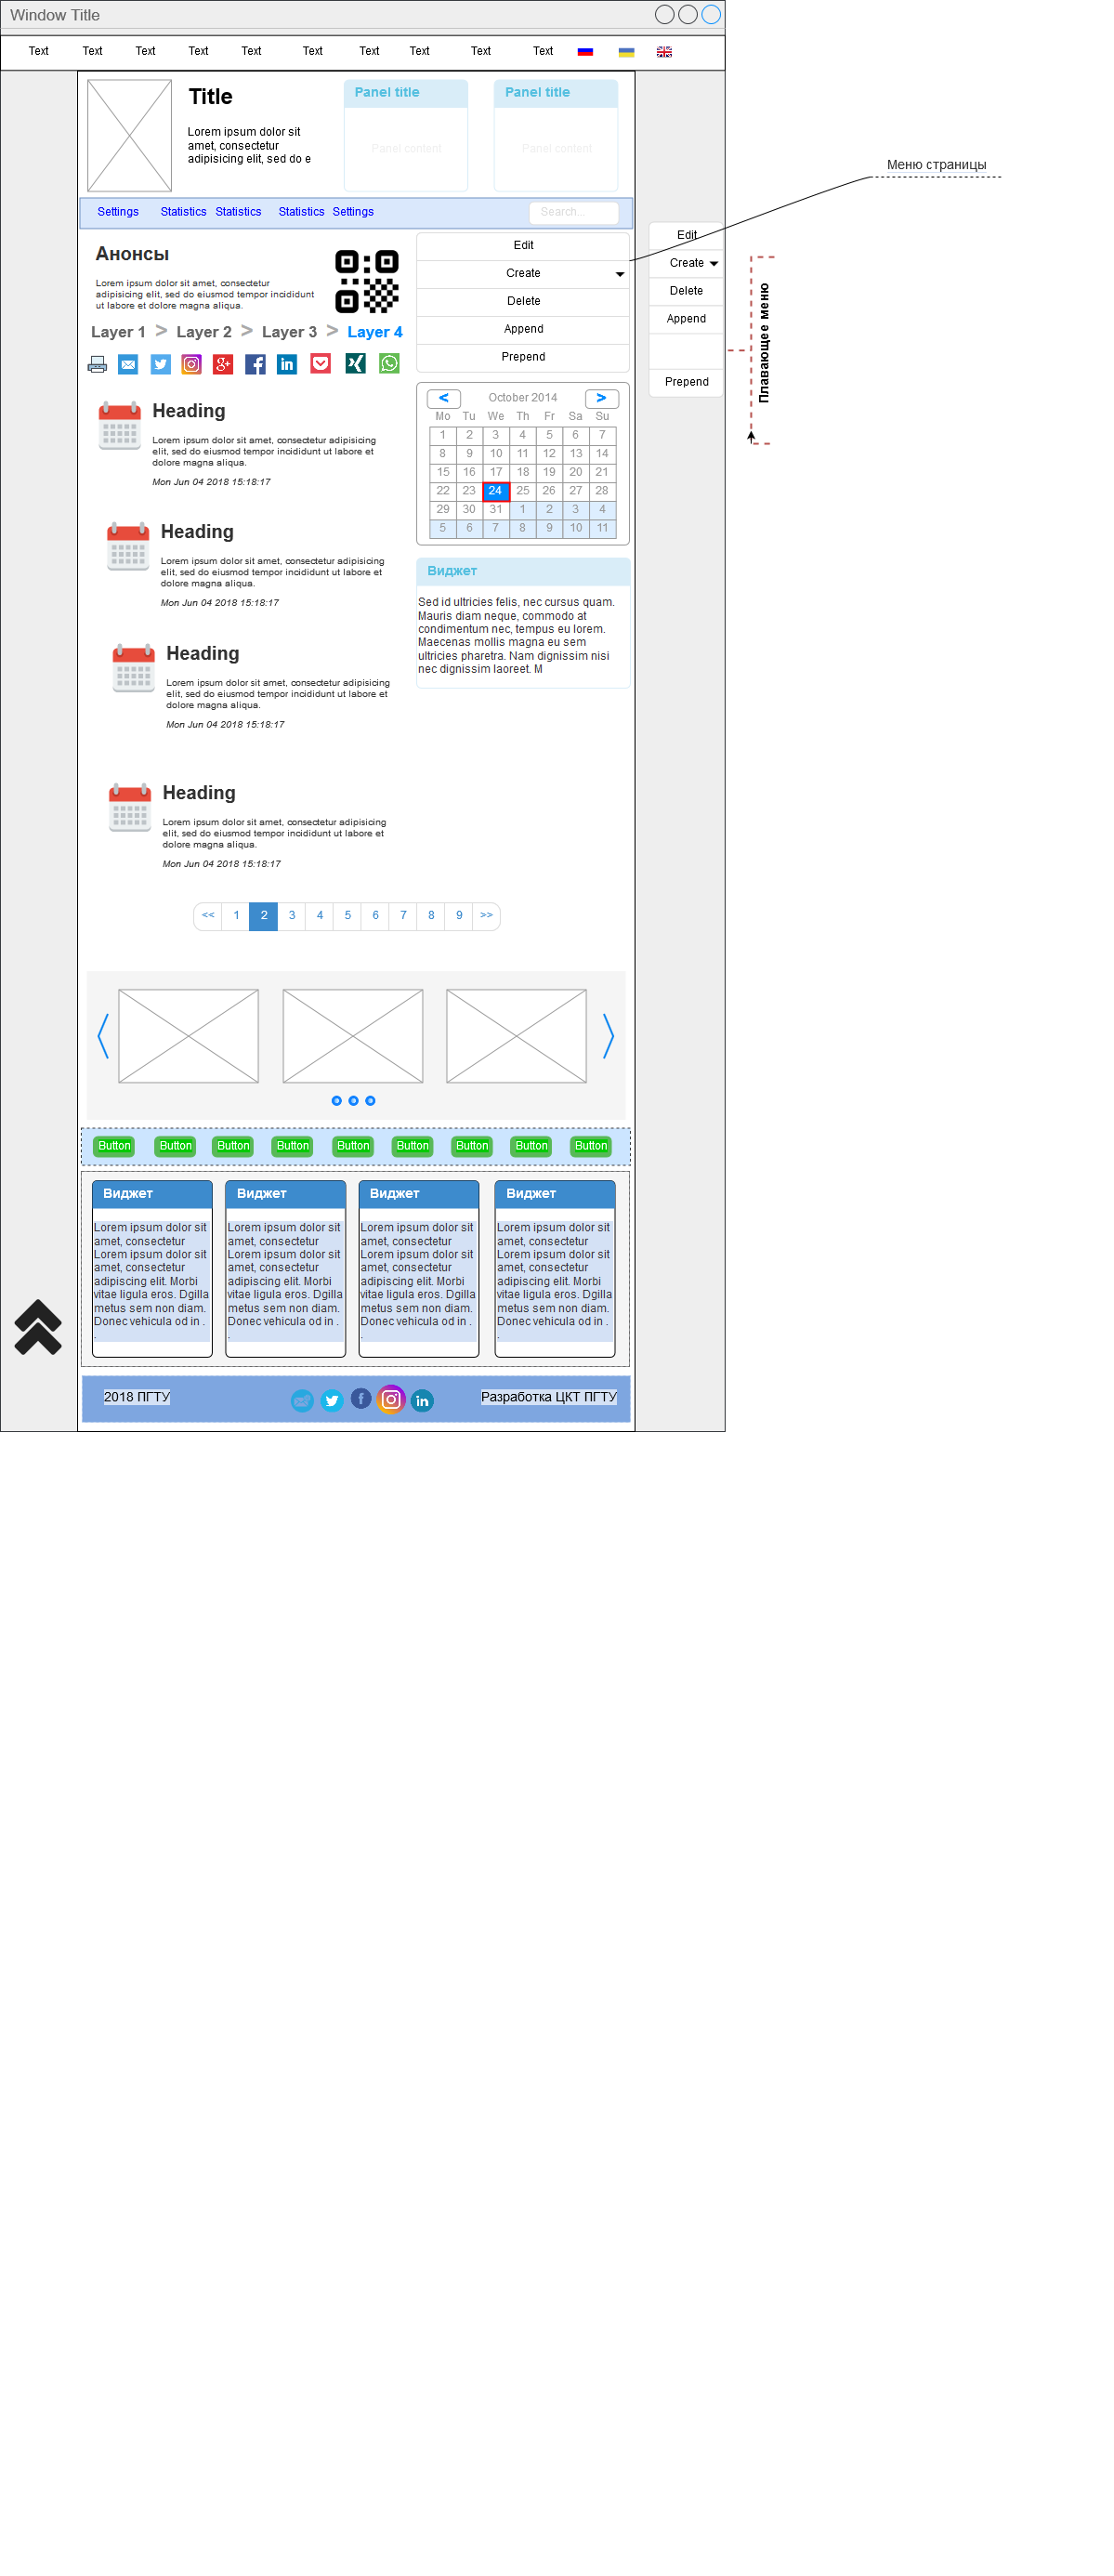 Window Title
Text Text Text Text Text Text Text Text Text Text
Title
Lorem ipsum dolor sit
amet, consectetur
adipisicing elit, sed do e
Panel title
Panel content
Panel title
Panel content
Меню страницы
Settings Statistics Statistics Statistics Settings
Search...
Анонсы
Lorem ipsum dolor sit amet, consectetur
adipisicing elit, sed do eiusmod tempor incididunt
ut labore et dolore magna aliqua.
Layer 1 > Layer 2 > Layer 3 > Layer 4
Edit
Create
Delete
Append
Prepend
Edit
Create
Delete
Append
Prepend
Плавающее меню
Heading
Lorem ipsum dolor sit amet, consectetur adipisicing
elit, sed do eiusmod tempor incididunt ut labore et
dolore magna aliqua.
Mon Jun 04 2018 15:18:17
Heading
Lorem ipsum dolor sit amet, consectetur adipisicing
elit, sed do eiusmod tempor incididunt ut labore et
dolore magna aliqua.
Mon Jun 04 2018 15:18:17
Heading
Lorem ipsum dolor sit amet, consectetur adipisicing
elit, sed do eiusmod tempor incididunt ut labore et
dolore magna aliqua.
Mon Jun 04 2018 15:18:17
Heading
Lorem ipsum dolor sit amet, consectetur adipisicing
elit, sed do eiusmod tempor incididunt ut labore et
dolore magna aliqua.
Mon Jun 04 2018 15:18:17
< October 2014 >
Mo Tu We Th Fr Sa Su
1 2 3 4 5 6 7
8 9 10 11 12 13 14
15 16 17 18 19 20 21
22 23 24 25 26 27 28
29 30 31 1 2 3 4
5 6 7 8 9 10 11
Виджет
Sed id ultricies felis, nec cursus quam.
Mauris diam neque, commodo at
condimentum nec, tempus eu lorem.
Maecenas mollis magna eu sem
ultricies pharetra. Nam dignissim nisi
nec dignissim laoreet. M
<< 1 2 3 4 5 6 7 8 9 >>
Button Button Button Button Button Button Button Button Button
Виджет
Lorem ipsum dolor sit
amet, consectetur
Lorem ipsum dolor sit
amet, consectetur
adipiscing elit. Morbi
vitae ligula eros. Dgilla
metus sem non diam.
Donec vehicula od in .
.
Виджет
Lorem ipsum dolor sit
amet, consectetur
Lorem ipsum dolor sit
amet, consectetur
adipiscing elit. Morbi
vitae ligula eros. Dgilla
metus sem non diam.
Donec vehicula od in .
.
Виджет
Lorem ipsum dolor sit
amet, consectetur
Lorem ipsum dolor sit
amet, consectetur
adipiscing elit. Morbi
vitae ligula eros. Dgilla
metus sem non diam.
Donec vehicula od in .
.
Виджет
Lorem ipsum dolor sit
amet, consectetur
Lorem ipsum dolor sit
amet, consectetur
adipiscing elit. Morbi
vitae ligula eros. Dgilla
metus sem non diam.
Donec vehicula od in .
.
2018 ПГТУ
Разработка ЦКТ ПГТУ